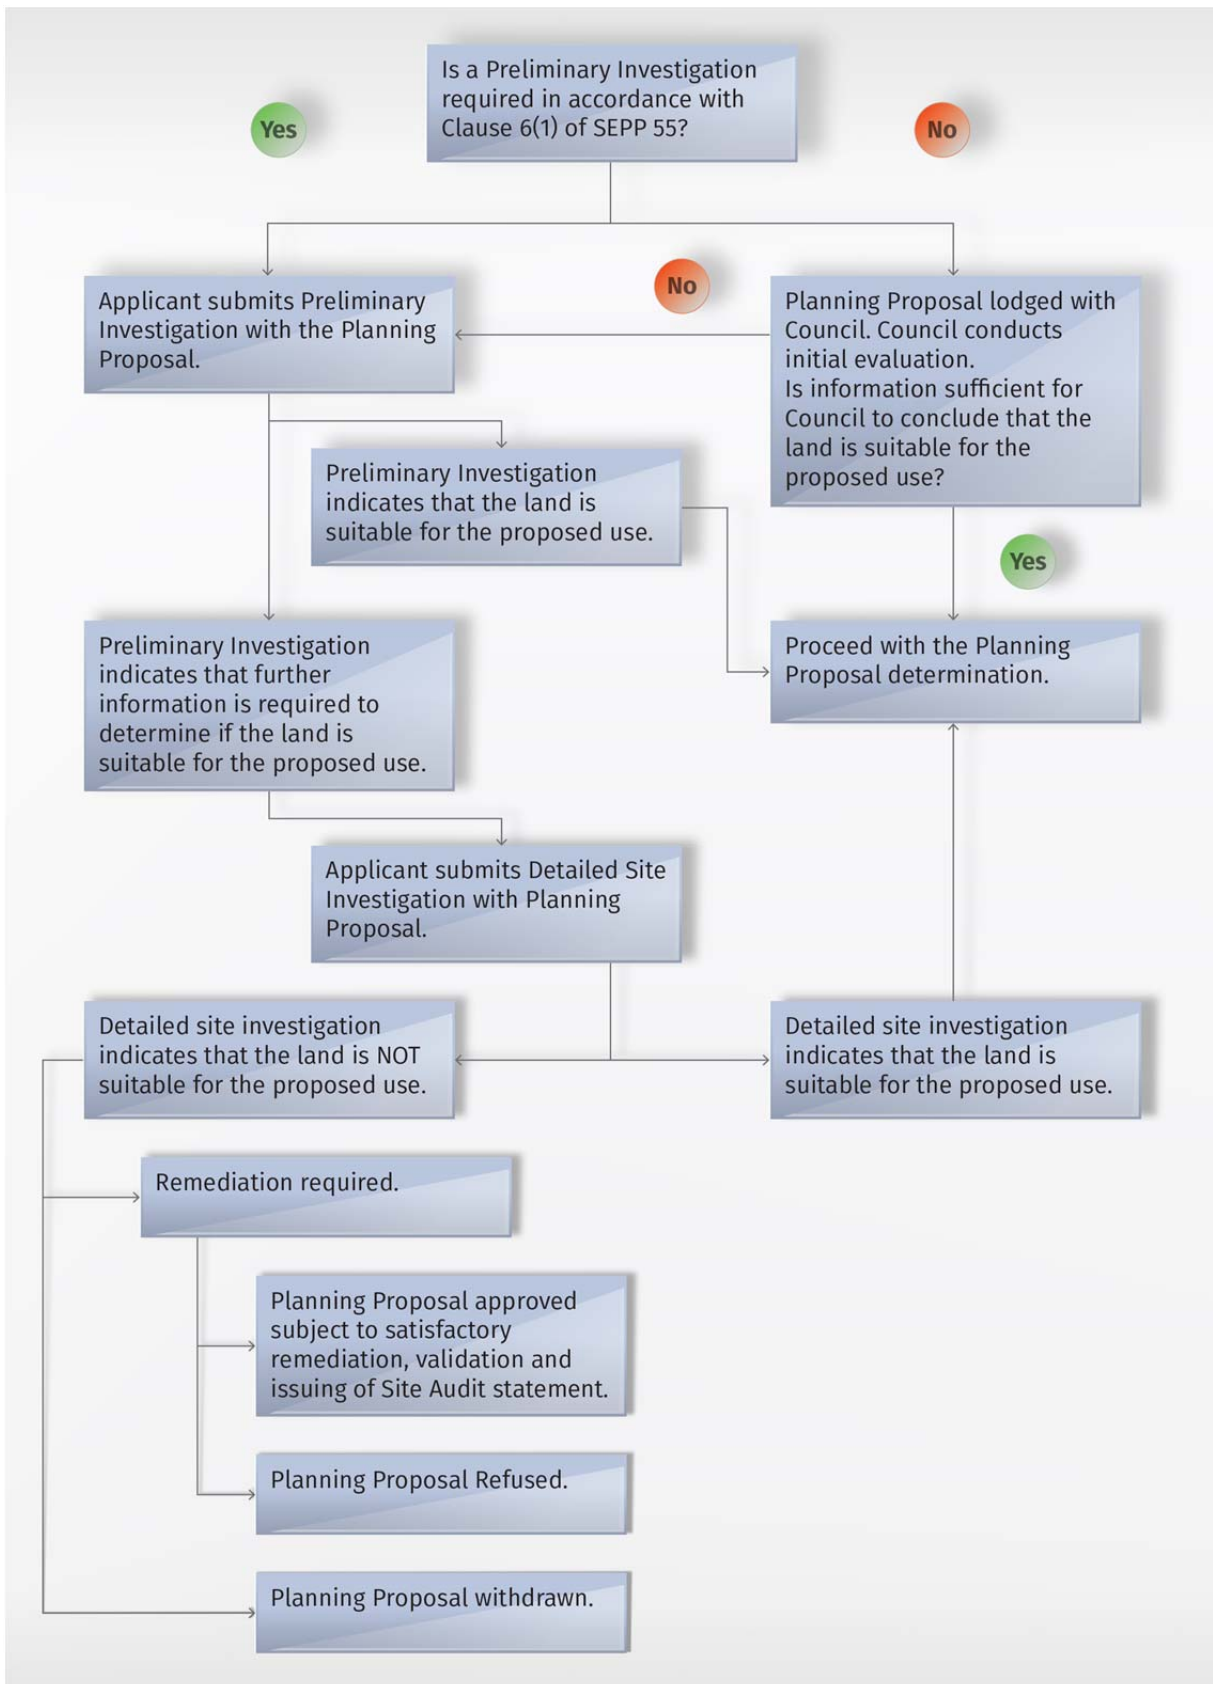 Is a Preliminary Investigation
required in accordance with
Clause 6(1) of SEPP 55?
Yes
No
Applicant submits Preliminary
Investigation with the Planning
Proposal.
No
Planning Proposal lodged with
Council. Council conducts
initial evaluation.
Is information sufficient for
Council to conclude that the
land is suitable for the
proposed use?
Preliminary Investigation
indicates that the land is
suitable for the proposed use.
Yes
Preliminary Investigation
indicates that further
information is required to
determine if the land is
suitable for the proposed use.
Proceed with the Planning
Proposal determination.
Applicant submits Detailed Site
Investigation with Planning
Proposal.
Detailed site investigation
indicates that the land is NOT
suitable for the proposed use.
Detailed site investigation
indicates that the land is
suitable for the proposed use.
Remediation required.
Planning Proposal approved
subject to satisfactory
remediation, validation and
issuing of Site Audit statement.
Planning Proposal Refused.
Planning Proposal withdrawn.